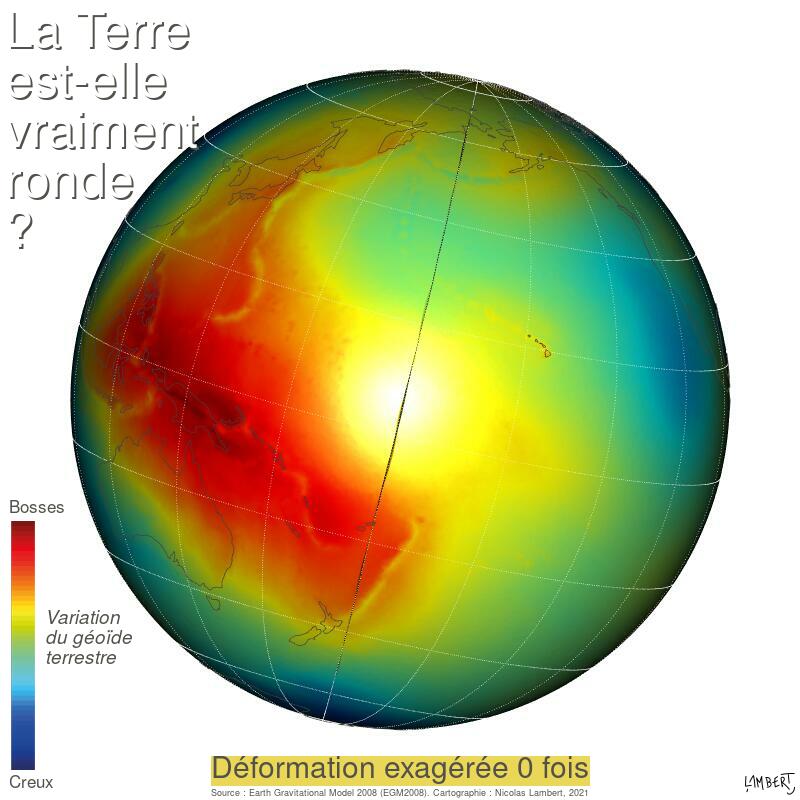 La Terre
est-elle
vraiment
ronde
?
Bosses
Variation
du géoïde
terrestre
Creux
Déformation exagérée 0 fois
Source : Earth Gravitational Model 2008 (EGM2008). Cartographie : Nicolas Lambert, 2021
LAMBERT